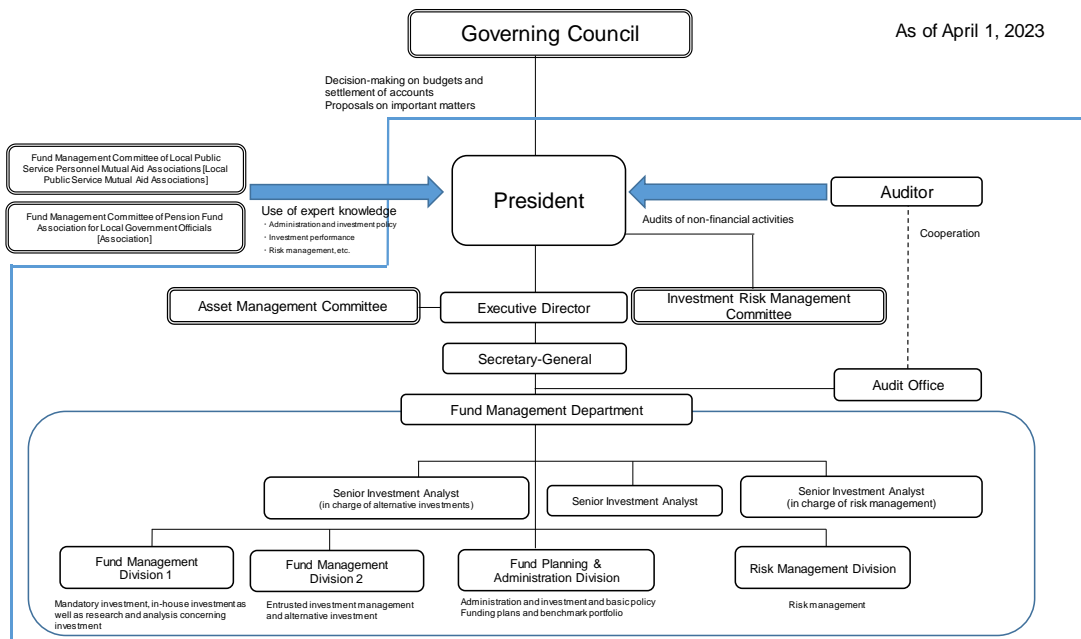 Governing Council
As of April 1, 2023
Decision-making on budgets and
settlement of accounts
Proposals on important matters
Fund Management Committee of Local Public
Service Personnel Mutual Aid Associations [Local
Public Service Mutual Aid Associations]
Fund Management Committee of Pension Fund
Association for Local Government Officials
[Association]
Use of expert knowledge
・Administration and investment policy
・Investment performance
・Risk management, etc.
President
Audits of non-financial activities
Auditor
Cooperation
Asset Management Committee
Executive Director
Investment Risk Management
Committee
Secretary-General
Audit Office
Fund Management Department
Senior Investment Analyst
(in charge of alternative investments)
Senior Investment Analyst
Senior Investment Analyst
(in charge of risk management)
Fund Management
Division 1
Fund Management
Division 2
Fund Planning &
Administration Division
Risk Management Division
Mandatory investment, in-house investment as
well as research and analysis concerning
investment
Entrusted investment management
and alternative investment
Administration and investment and basic policy
Funding plans and benchmark portfolio
Risk management